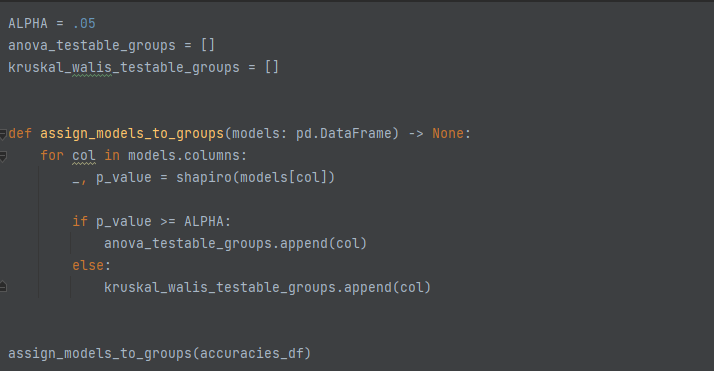 ALPHA = .05
anova_testable_groups = []
kruskal_walis_testable_groups = []
def assign_models_to_groups(models: pd.DataFrame) -> None:
    for col in models.columns:
        _, p_value = shapiro(models[col])
        if p_value >= ALPHA:
            anova_testable_groups.append(col)
        else:
            kruskal_walis_testable_groups.append(col)
assign_models_to_groups(accuracies_df)